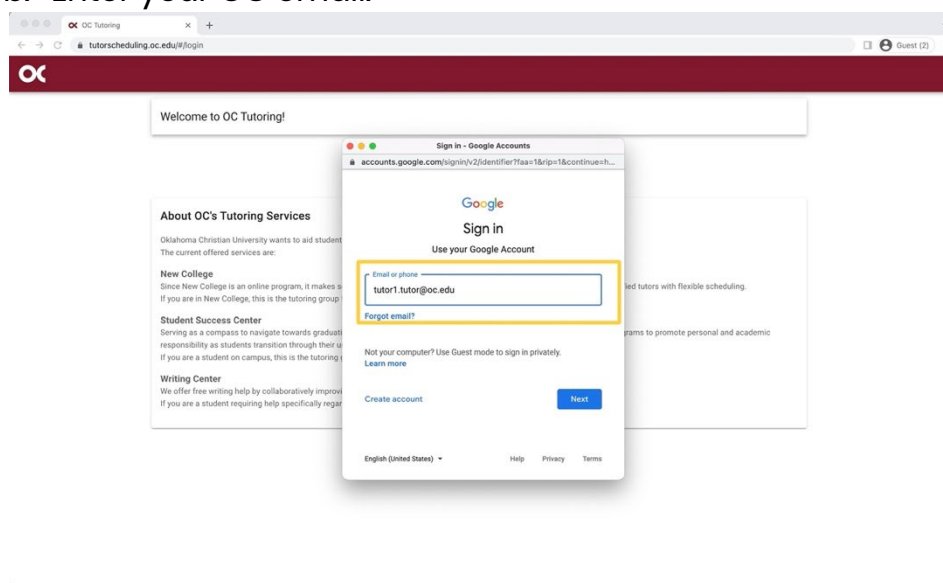 Enter your OC email.
OC OC Tutoring
tutorscheduling.oc.edu/#/login
Guest (2)
OC
Welcome to OC Tutoring!
Sign in - Google Accounts
accounts.google.com/signin/v2/identifier?faa=1&rip=1&continue=h...
Google
Sign in
Use your Google Account
Email or phone
tutor1.tutor@oc.edu
Forgot email?
Not your computer? Use Guest mode to sign in privately.
Learn more
Create account
Next
English (United States)
Help Privacy Terms
About OC's Tutoring Services
Oklahoma Christian University wants to aid student
The current offered services are:
New College
Since New College is an online program, it makes s ied tutors with flexible scheduling.
If you are in New College, this is the tutoring group
Student Success Center
Serving as a compass to navigate towards graduati grams to promote personal and academic
responsibility as students transition through their u
If you are a student on campus, this is the tutoring
Writing Center
We offer free writing help by collaboratively improvi
If you are a student requiring help specifically regar